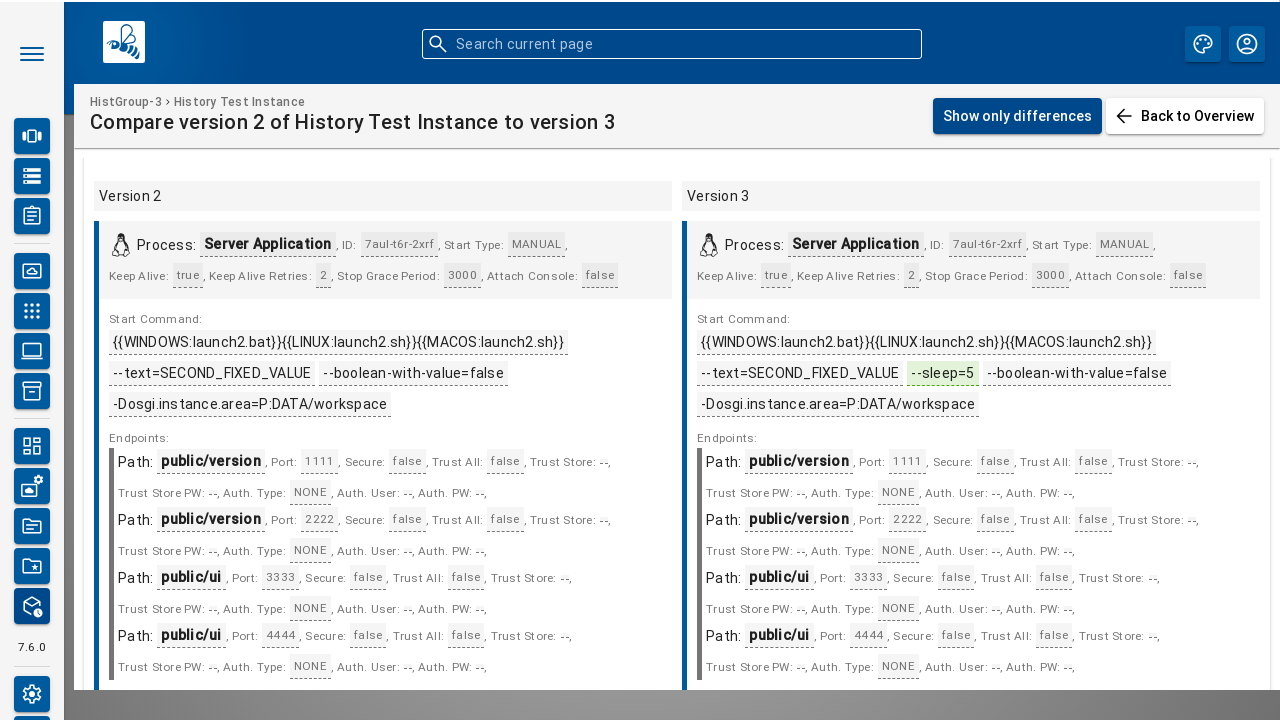 Search current page
HistGroup-3 › History Test Instance
Compare version 2 of History Test Instance to version 3
Show only differences
Back to Overview
Version 2
Process: Server Application, ID: 7aul-t6r-2xrf, Start Type: MANUAL,
Keep Alive: true, Keep Alive Retries: 2, Stop Grace Period: 3000, Attach Console: false
Start Command:
{{WINDOWS:launch2.bat}}{{LINUX:launch2.sh}}{{MACOS:launch2.sh}}
--text=SECOND_FIXED_VALUE --boolean-with-value=false
-Dosgi.instance.area=P:DATA/workspace
Endpoints:
Path: public/version, Port: 1111, Secure: false, Trust All: false, Trust Store: --,
Trust Store PW: --, Auth. Type: NONE, Auth. User: --, Auth. PW: --,
Path: public/version, Port: 2222, Secure: false, Trust All: false, Trust Store: --,
Trust Store PW: --, Auth. Type: NONE, Auth. User: --, Auth. PW: --,
Path: public/ui, Port: 3333, Secure: false, Trust All: false, Trust Store: --,
Trust Store PW: --, Auth. Type: NONE, Auth. User: --, Auth. PW: --,
Path: public/ui, Port: 4444, Secure: false, Trust All: false, Trust Store: --,
Trust Store PW: --, Auth. Type: NONE, Auth. User: --, Auth. PW: --,
Version 3
Process: Server Application, ID: 7aul-t6r-2xrf, Start Type: MANUAL,
Keep Alive: true, Keep Alive Retries: 2, Stop Grace Period: 3000, Attach Console: false
Start Command:
{{WINDOWS:launch2.bat}}{{LINUX:launch2.sh}}{{MACOS:launch2.sh}}
--text=SECOND_FIXED_VALUE --sleep=5 --boolean-with-value=false
-Dosgi.instance.area=P:DATA/workspace
Endpoints:
Path: public/version, Port: 1111, Secure: false, Trust All: false, Trust Store: --,
Trust Store PW: --, Auth. Type: NONE, Auth. User: --, Auth. PW: --,
Path: public/version, Port: 2222, Secure: false, Trust All: false, Trust Store: --,
Trust Store PW: --, Auth. Type: NONE, Auth. User: --, Auth. PW: --,
Path: public/ui, Port: 3333, Secure: false, Trust All: false, Trust Store: --,
Trust Store PW: --, Auth. Type: NONE, Auth. User: --, Auth. PW: --,
Path: public/ui, Port: 4444, Secure: false, Trust All: false, Trust Store: --,
Trust Store PW: --, Auth. Type: NONE, Auth. User: --, Auth. PW: --,
7.6.0